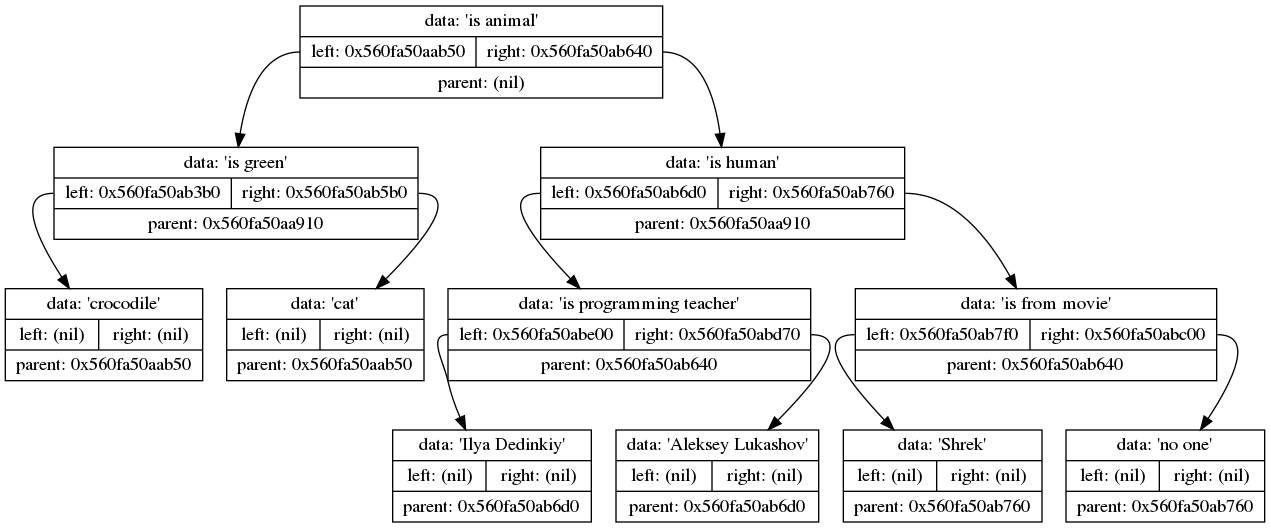 data: 'is animal'
left: 0x560fa50aab50 right: 0x560fa50ab640
parent: (nil)
data: 'is green'
left: 0x560fa50ab3b0 right: 0x560fa50ab5b0
parent: 0x560fa50aa910
data: 'is human'
left: 0x560fa50ab6d0 right: 0x560fa50ab760
parent: 0x560fa50aa910
data: 'crocodile'
left: (nil) right: (nil)
parent: 0x560fa50aab50
data: 'cat'
left: (nil) right: (nil)
parent: 0x560fa50aab50
data: 'is programming teacher'
left: 0x560fa50abe00 right: 0x560fa50abd70
parent: 0x560fa50ab640
data: 'is from movie'
left: 0x560fa50ab7f0 right: 0x560fa50abc00
parent: 0x560fa50ab640
data: 'Ilya Dedinkiy'
left: (nil) right: (nil)
parent: 0x560fa50ab6d0
data: 'Aleksey Lukashov'
left: (nil) right: (nil)
parent: 0x560fa50ab6d0
data: 'Shrek'
left: (nil) right: (nil)
parent: 0x560fa50ab760
data: 'no one'
left: (nil) right: (nil)
parent: 0x560fa50ab760